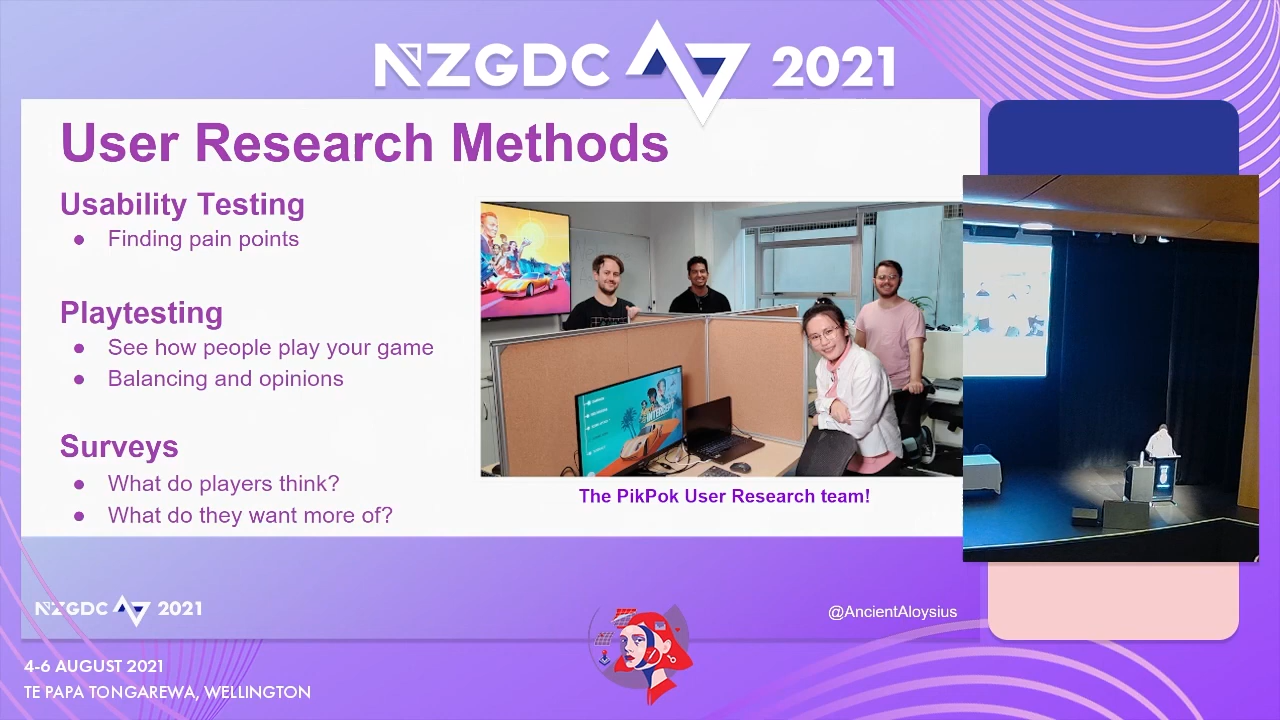 NZGDC 2021
User Research Methods
Usability Testing
● Finding pain points
Playtesting
● See how people play your game
● Balancing and opinions
Surveys
● What do players think?
● What do they want more of?
INTERCEPT
The PikPok User Research team!
NZGDC 2021
@AncientAloysius
4-6 AUGUST 2021
TE PAPA TONGAREWA, WELLINGTON